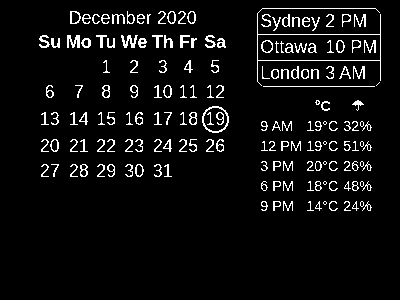 December 2020
Su Mo Tu We Th Fr Sa
1 2 3 4 5
6 7 8 9 10 11 12
13 14 15 16 17 18 19
20 21 22 23 24 25 26
27 28 29 30 31
Sydney 2 PM
Ottawa 10 PM
London 3 AM
°C ☂
9 AM 19°C 32%
12 PM 19°C 51%
3 PM 20°C 26%
6 PM 18°C 48%
9 PM 14°C 24%